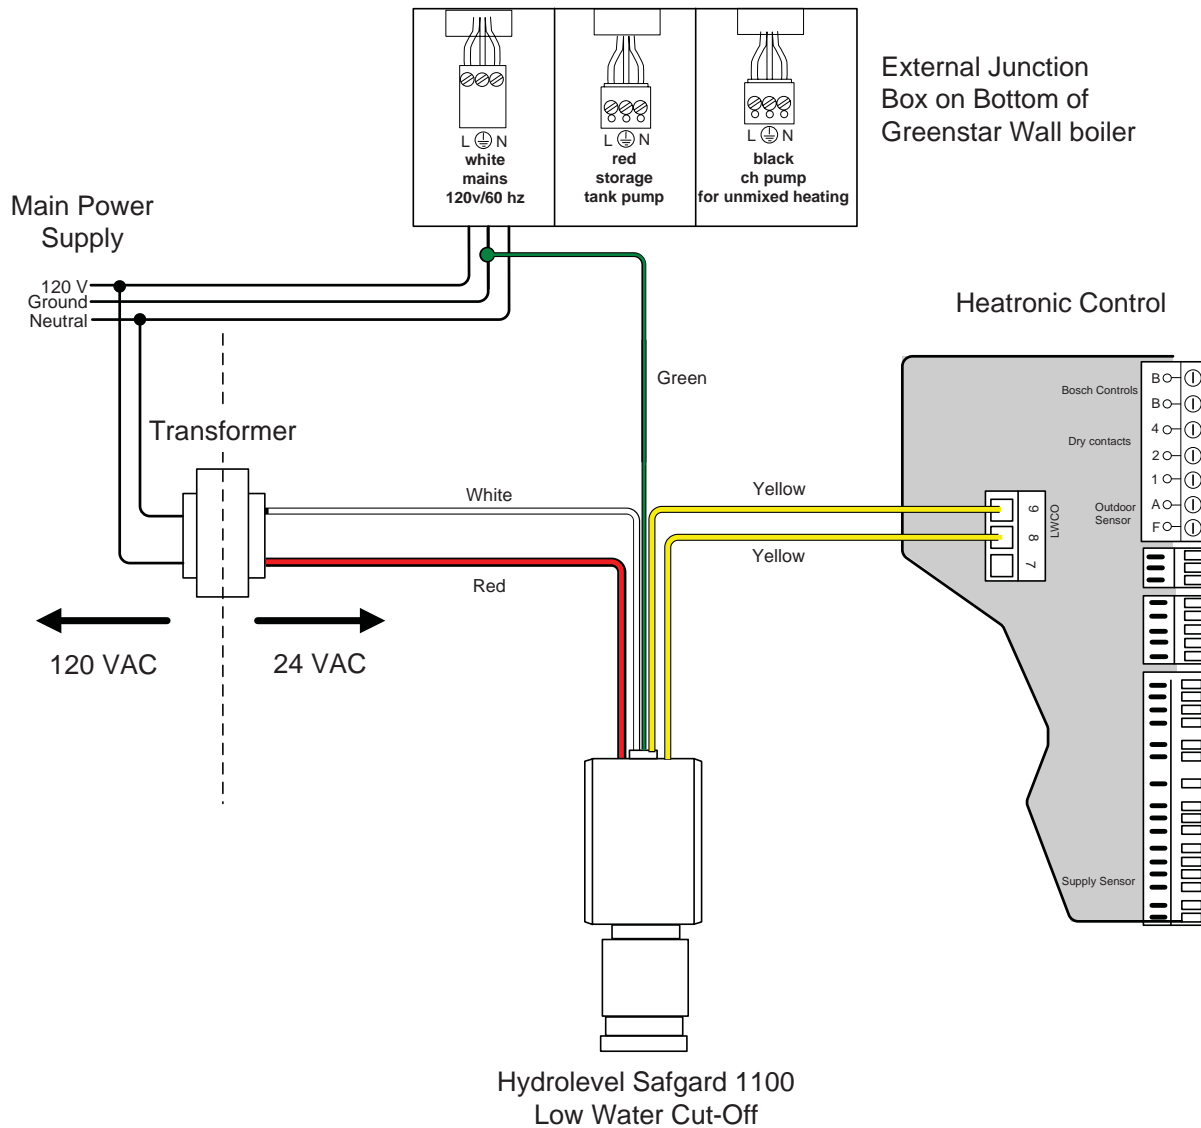 External Junction
Box on Bottom of
Greenstar Wall boiler
L N
white
mains
120v/60 hz
L N
red
storage
tank pump
L N
black
ch pump
for unmixed heating
Main Power
Supply
120 V
Ground
Neutral
Heatronic Control
Green
Transformer
White
Red
Yellow
Yellow
120 VAC
24 VAC
Bosch Controls
Dry contacts
Outdoor
Sensor
B
B
4
2
1
A
F
LWCO
9
8
7
Supply Sensor
Hydrolevel Safgard 1100
Low Water Cut-Off